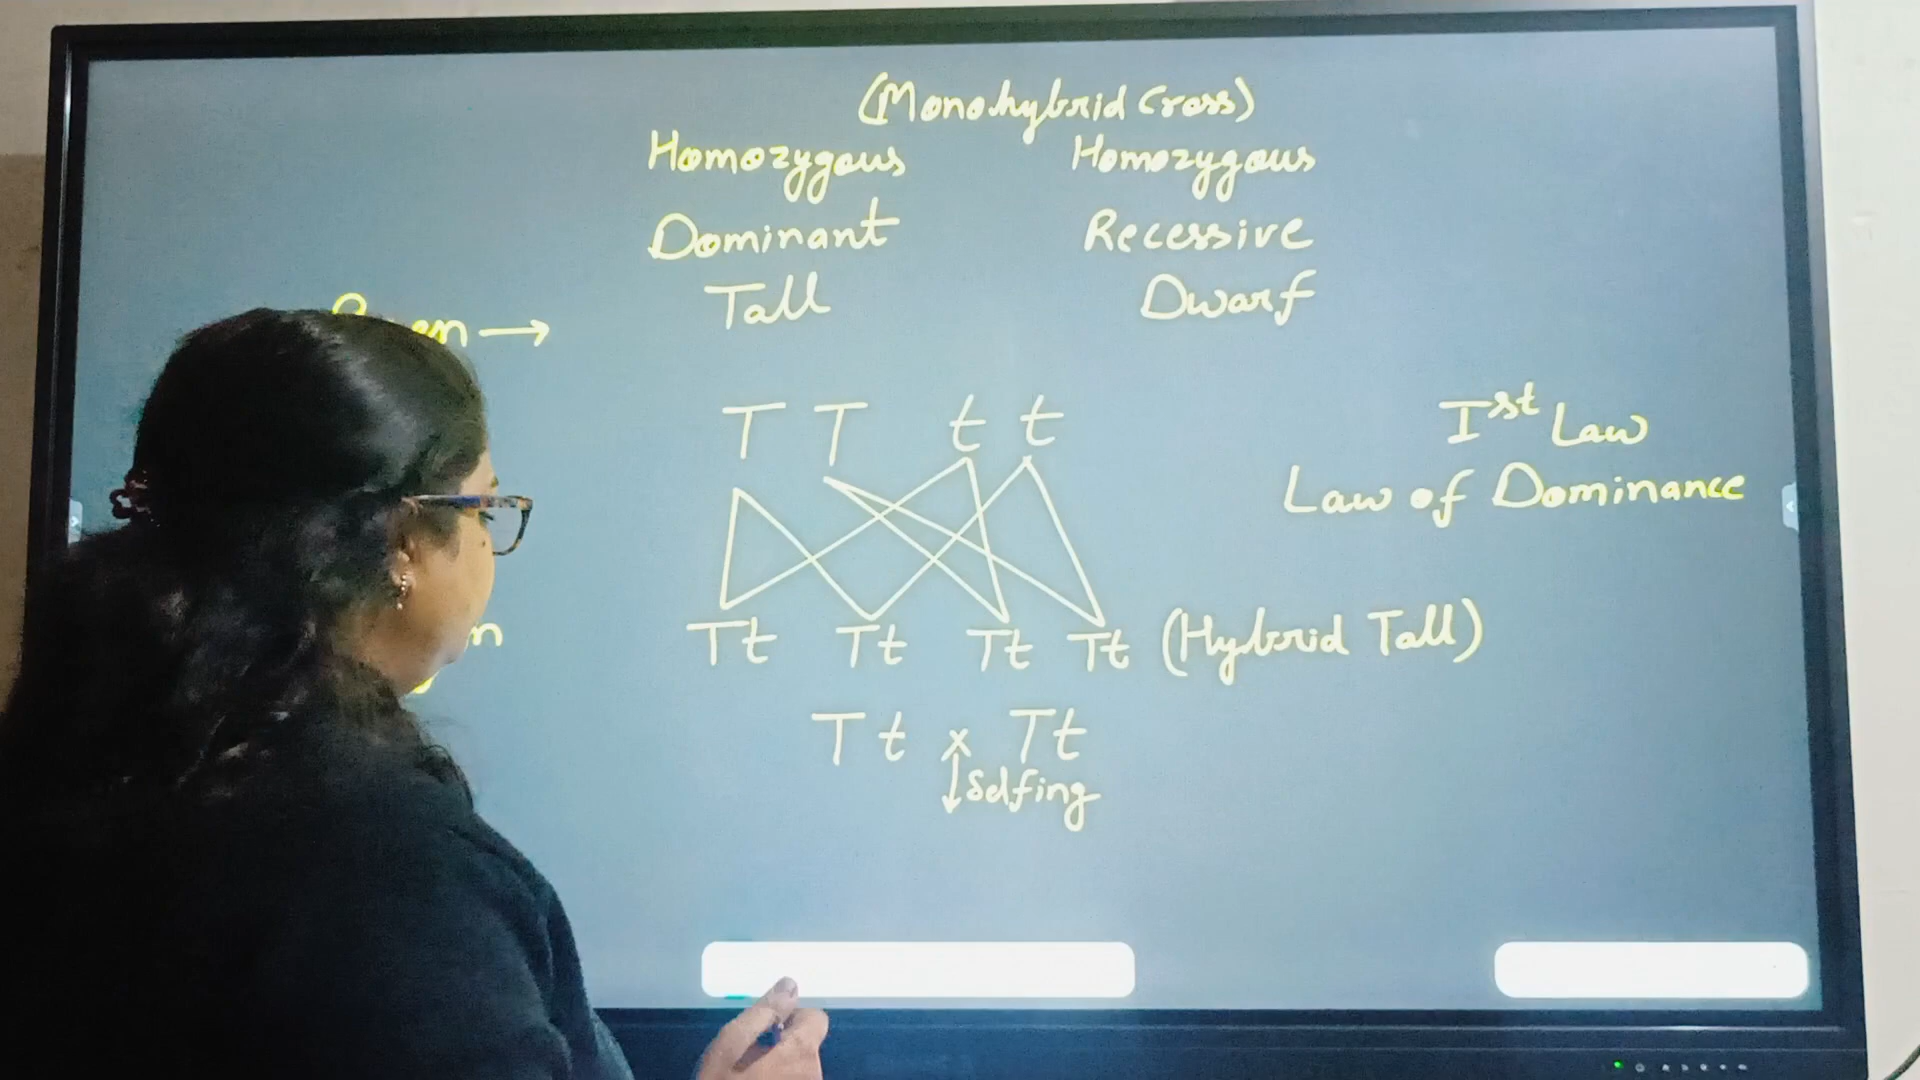 (Monohybrid Cross)
Homozygous Homozygous
Dominant Recessive
Tall Dwarf
→
T T t t
Ist Law
Law of Dominance
Tt Tt Tt Tt (Hybrid Tall)
Tt x Tt
↓ Selfing